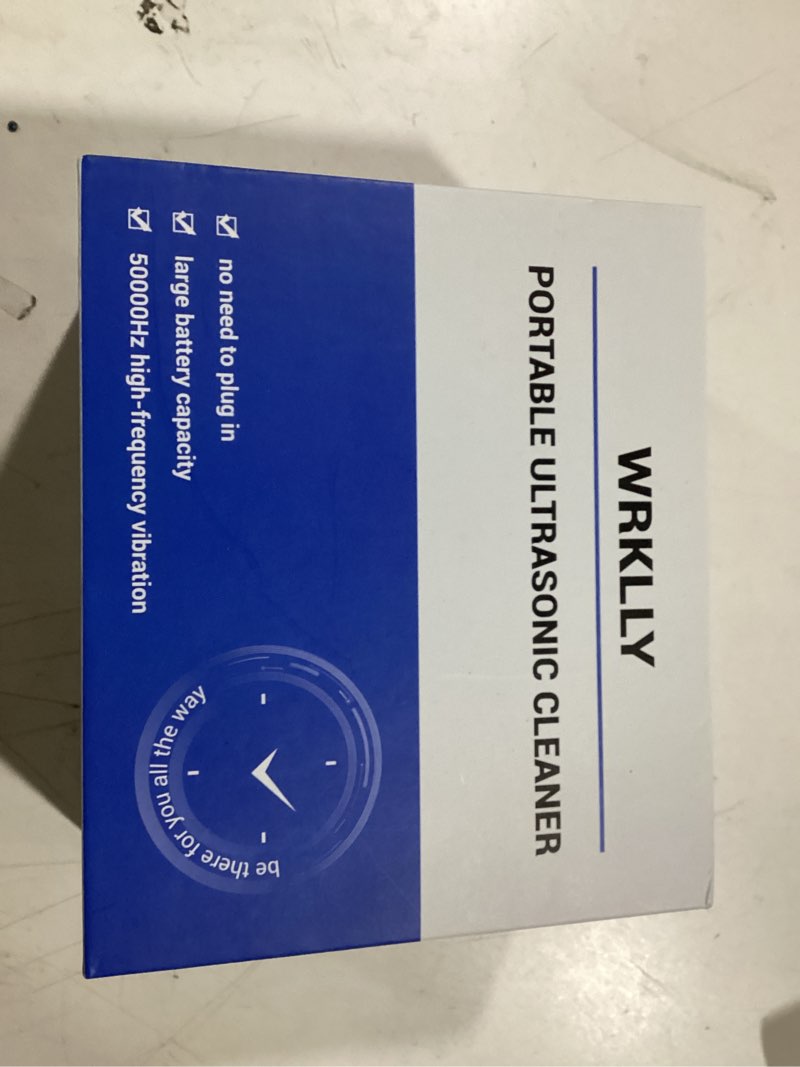 WRKLLY
PORTABLE ULTRASONIC CLEANER
no need to plug in
large battery capacity
50000Hz high-frequency vibration
be there for you all the way